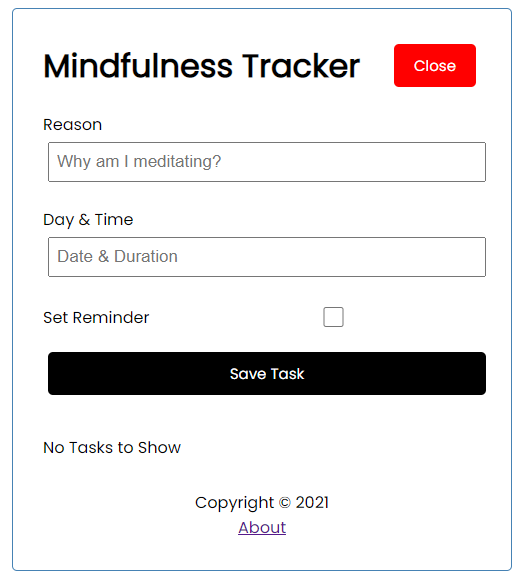 Mindfulness Tracker
Close
Reason
Why am I meditating?
Day & Time
Date & Duration
Set Reminder
Save Task
No Tasks to Show
Copyright © 2021
About